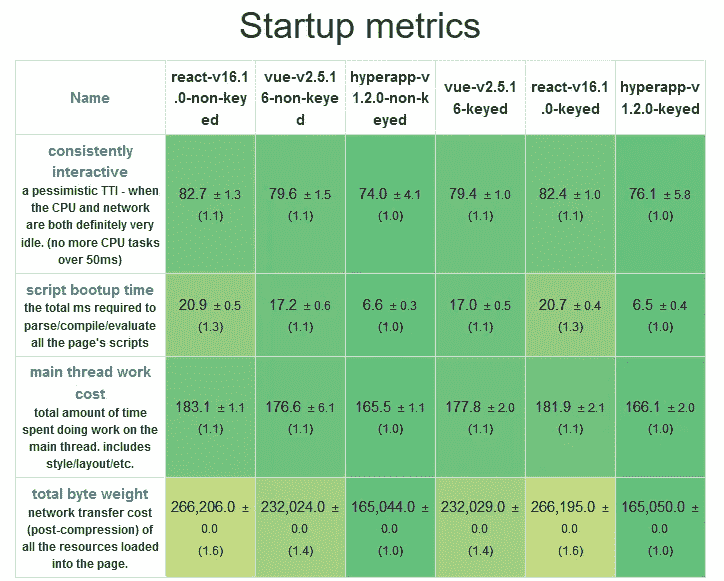 Startup metrics
Name
react-v16.1
.0-non-key
ed
vue-v2.5.1
6-non-keye
d
hyperapp-v
1.2.0-non-k
eyed
vue-v2.5.1
6-keyed
react-v16.1
.0-keyed
hyperapp-v
1.2.0-keyed
consistently
interactive
a pessimistic TTI - when
the CPU and network
are both definitely very
idle. (no more CPU tasks
over 50ms)
82.7 ± 1.3
(1.1)
79.6 ± 1.5
(1.1)
74.0 ± 4.1
(1.0)
79.4 ± 1.0
(1.1)
82.4 ± 1.0
(1.1)
76.1 ± 5.8
(1.0)
script bootup time
the total ms required to
parse/compile/evaluate
all the page's scripts
20.9 ± 0.5
(1.3)
17.2 ± 0.6
(1.1)
6.6 ± 0.3
(1.0)
17.0 ± 0.5
(1.1)
20.7 ± 0.4
(1.3)
6.5 ± 0.4
(1.0)
main thread work
cost
total amount of time
spent doing work on the
main thread. includes
style/layout/etc.
183.1 ± 1.1
(1.1)
176.6 ± 6.1
(1.1)
165.5 ± 1.1
(1.0)
177.8 ± 2.0
(1.1)
181.9 ± 2.1
(1.1)
166.1 ± 2.0
(1.0)
total byte weight
network transfer cost
(post-compression) of
all the resources loaded
into the page.
266,206.0 ±
0.0
(1.6)
232,024.0 ±
0.0
(1.4)
165,044.0 ±
0.0
(1.0)
232,029.0 ±
0.0
(1.4)
266,195.0 ±
0.0
(1.6)
165,050.0 ±
0.0
(1.0)